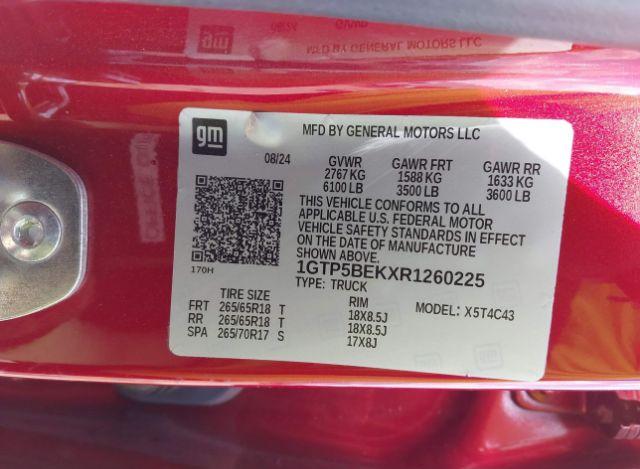 gm
MFD BY GENERAL MOTORS LLC
08/24 GVWR GAWR FRT GAWR RR
2767 KG 1588 KG 1633 KG
6100 LB 3500 LB 3600 LB
THIS VEHICLE CONFORMS TO ALL
APPLICABLE U.S. FEDERAL MOTOR
VEHICLE SAFETY STANDARDS IN EFFECT
ON THE DATE OF MANUFACTURE
SHOWN ABOVE.
170H
1GTP5BEKXR1260225
TYPE: TRUCK
TIRE SIZE RIM MODEL: X5T4C43
FRT 265/65R18 T 18X8.5J
RR 265/65R18 T 18X8.5J
SPA 265/70R17 S 17X8J